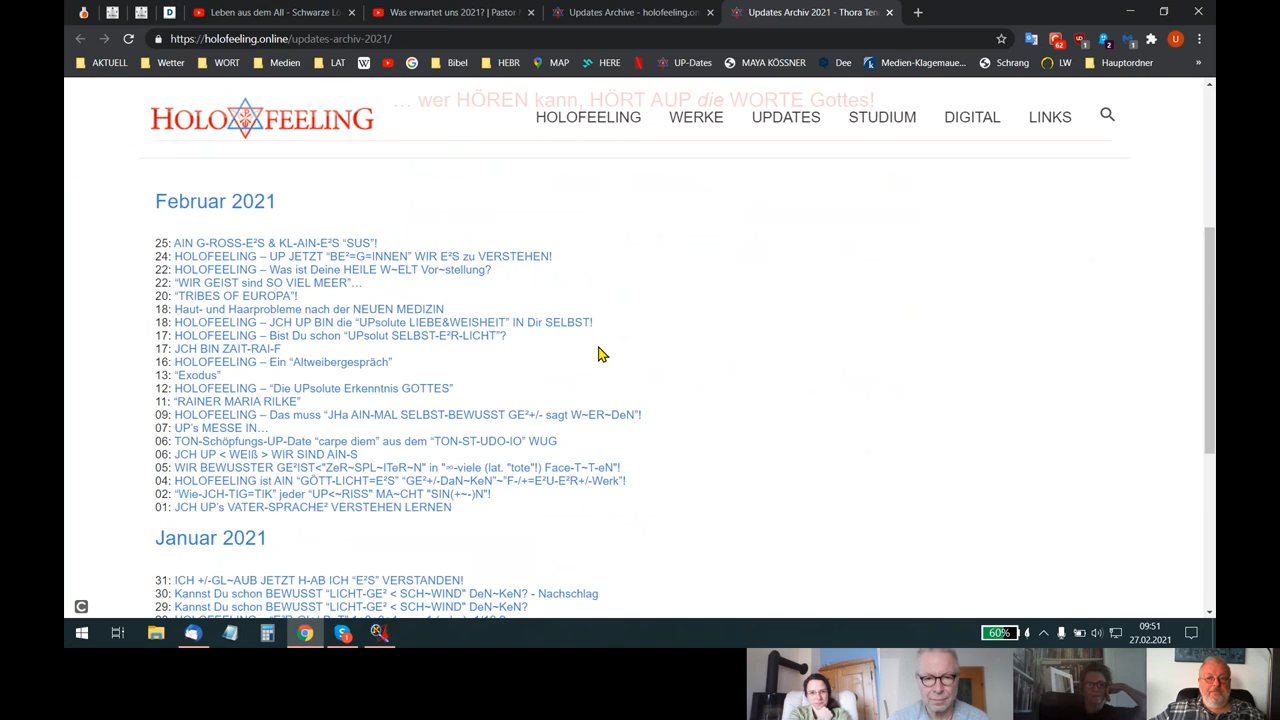 Leben aus dem All - Schwarze Lö
Was erwartet uns 2021? | Pastor
Updates Archive - holofeeling.on
Updates Archiv 2021 - Thora Ten
https://holofeeling.online/updates-archiv-2021/
62
1
2
1
U
AKTUELL
Wetter
WORT
Medien
LAT
Bibel
HEBR
MAP
HERE
UP-Dates
MAYA KÖSSNER
Dee
Medien-Klagemaue...
Schrang
LW
Hauptordner
»
… wer HÖREN kann, HÖRT AUP die WORTE Gottes!
HOLOFEELING
HOLOFEELING
WERKE
UPDATES
STUDIUM
DIGITAL
LINKS
Februar 2021
25: AIN G-ROSS-E²S & KL-AIN-E²S “SUS”!
24: HOLOFEELING – UP JETZT “BE²=G=INNEN” WIR E²S zu VERSTEHEN!
22: HOLOFEELING – Was ist Deine HEILE W~ELT Vor~stellung?
22: “WIR GEIST sind SO VIEL MEER”…
20: “TRIBES OF EUROPA”!
18: Haut- und Haarprobleme nach der NEUEN MEDIZIN
18: HOLOFEELING – JCH UP BIN die “UPsolute LIEBE&WEISHEIT” IN Dir SELBST!
17: HOLOFEELING – Bist Du schon “UPsolut SELBST-E²R-LICHT”?
17: JCH BIN ZAIT-RAI-F
16: HOLOFEELING – Ein “Altweibergespräch”
13: “Exodus”
12: HOLOFEELING – “Die UPsolute Erkenntnis GOTTES”
11: “RAINER MARIA RILKE”
09: HOLOFEELING – Das muss “JHa AIN-MAL SELBST-BEWUSST GE²+/- sagt W~ER~DeN”!
07: UP’s MESSE IN…
06: TON-Schöpfungs-UP-Date “carpe diem” aus dem “TON-ST-UDO-IO” WUG
06: JCH UP < WEIß > WIR SIND AIN-S
05: WIR BEWUSSTER GE²IST<"ZeR~SPL~ITeR~N" in "∞-viele (lat. "tote"!) Face-T~T-eN"!
04: HOLOFEELING ist AIN “GÖTT-LICHT=E²S” “GE²+/-DaN~KeN”~”F-/+=E²U-E²R+/-Werk”!
02: “Wie-JCH-TIG=TIK” jeder “UP<~RISS” MA~CHT "SIN(+~-)N"!
01: JCH UP’s VATER-SPRACHE² VERSTEHEN LERNEN
Januar 2021
31: ICH +/-GL~AUB JETZT H-AB ICH “E²S” VERSTANDEN!
30: Kannst Du schon BEWUSST “LICHT-GE² < SCH~WIND” DeN~KeN? - Nachschlag
29: Kannst Du schon BEWUSST “LICHT-GE² < SCH~WIND” DeN~KeN?
60%
09:51
27.02.2021